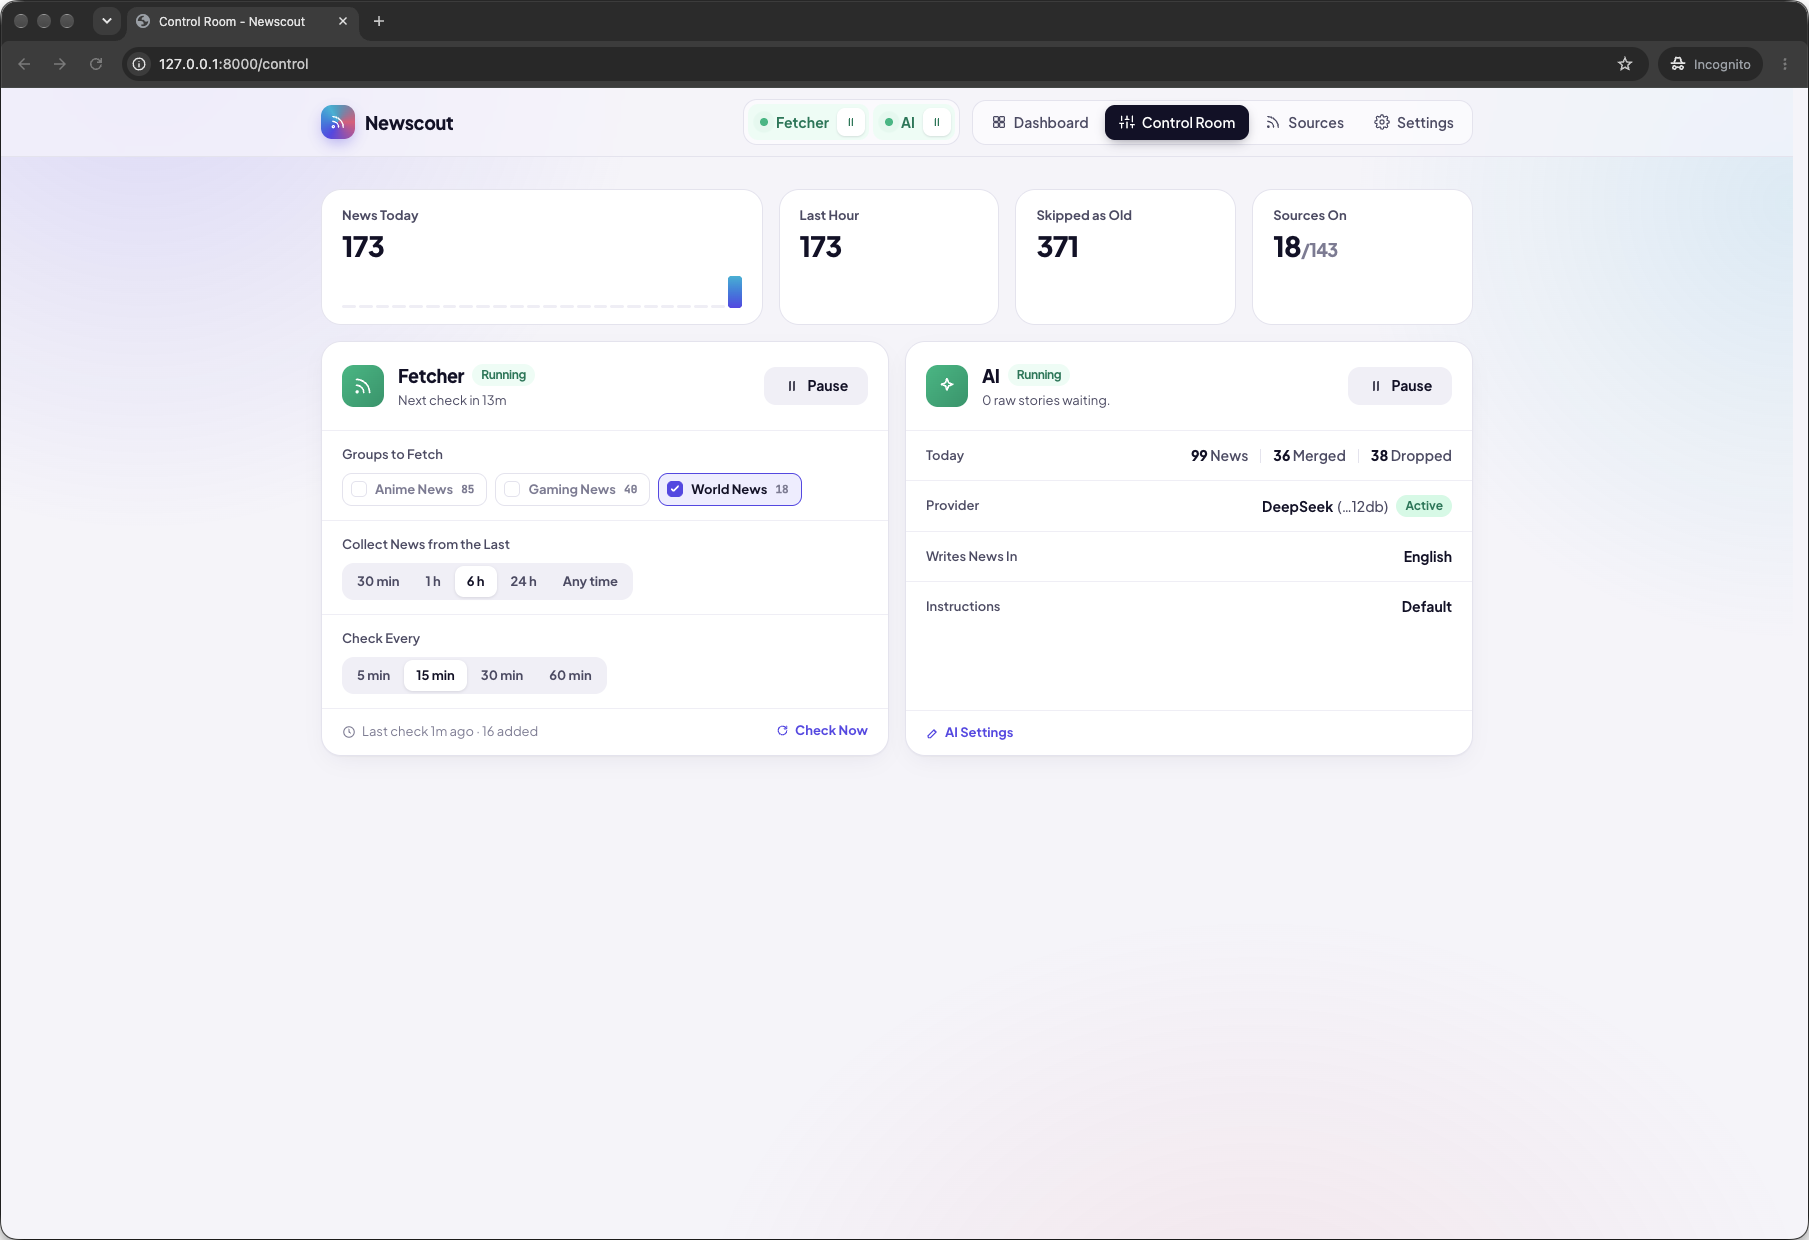 Control Room - Newscout
127.0.0.1:8000/control
Incognito
Newscout
Fetcher
AI
Dashboard
Control Room
Sources
Settings
News Today
173
Last Hour
173
Skipped as Old
371
Sources On
18/143
Fetcher Running
Next check in 13m
Pause
Groups to Fetch
Anime News 85
Gaming News 40
World News 18
Collect News from the Last
30 min 1 h 6 h 24 h Any time
Check Every
5 min 15 min 30 min 60 min
Last check 1m ago · 16 added
Check Now
AI Running
0 raw stories waiting.
Pause
Today
99 News 36 Merged 38 Dropped
Provider
DeepSeek (...12db) Active
Writes News In
English
Instructions
Default
AI Settings